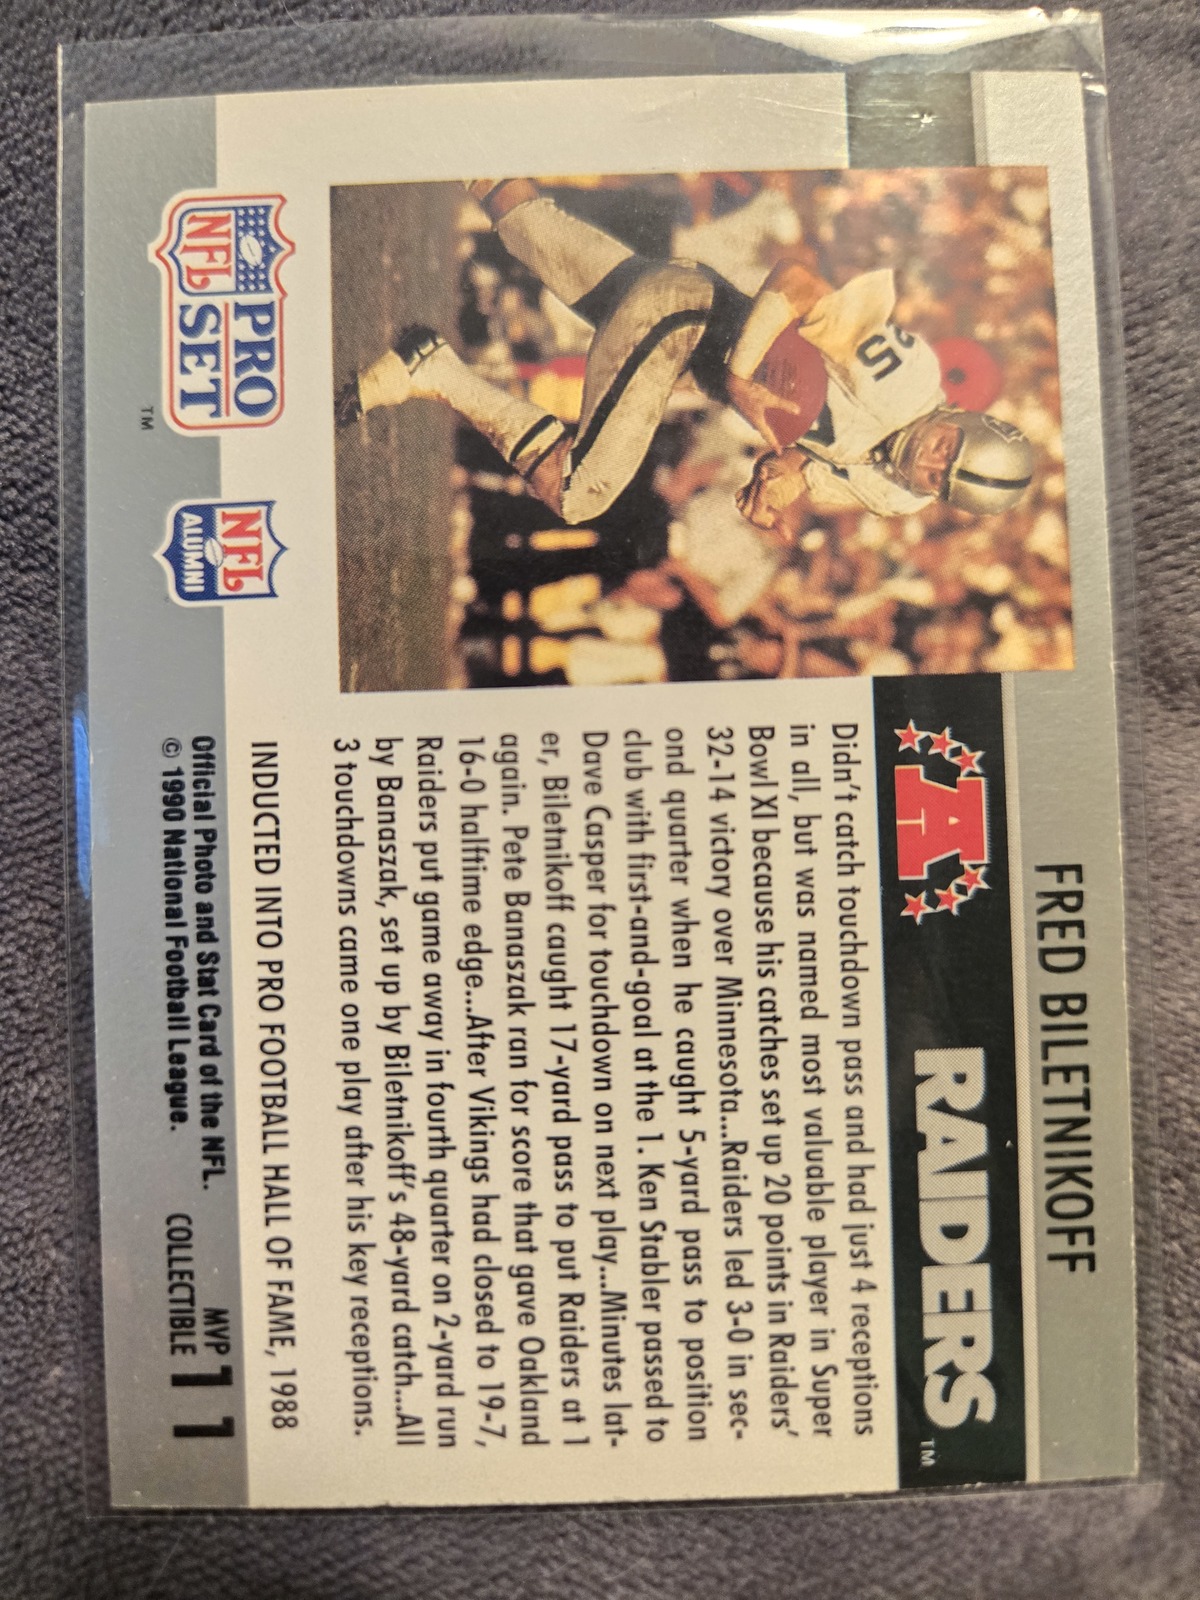 FRED BILETNIKOFF
A
RAIDERS™
Didn't catch touchdown pass and had just 4 receptions
in all, but was named most valuable player in Super
Bowl XI because his catches set up 20 points in Raiders'
32-14 victory over Minnesota...Raiders led 3-0 in sec-
ond quarter when he caught 5-yard pass to position
club with first-and-goal at the 1. Ken Stabler passed to
Dave Casper for touchdown on next play...Minutes lat-
er, Biletnikoff caught 17-yard pass to put Raiders at 1
again. Pete Banaszak ran for score that gave Oakland
16-0 halftime edge...After Vikings had closed to 19-7,
Raiders put game away in fourth quarter on 2-yard run
by Banaszak, set up by Biletnikoff's 48-yard catch...All
3 touchdowns came one play after his key receptions.
INDUCTED INTO PRO FOOTBALL HALL OF FAME, 1988
25
PRO
NFL SET
™
NFL
ALUMNI
Official Photo and Stat Card of the NFL.
© 1990 National Football League.
MVP
COLLECTIBLE
11